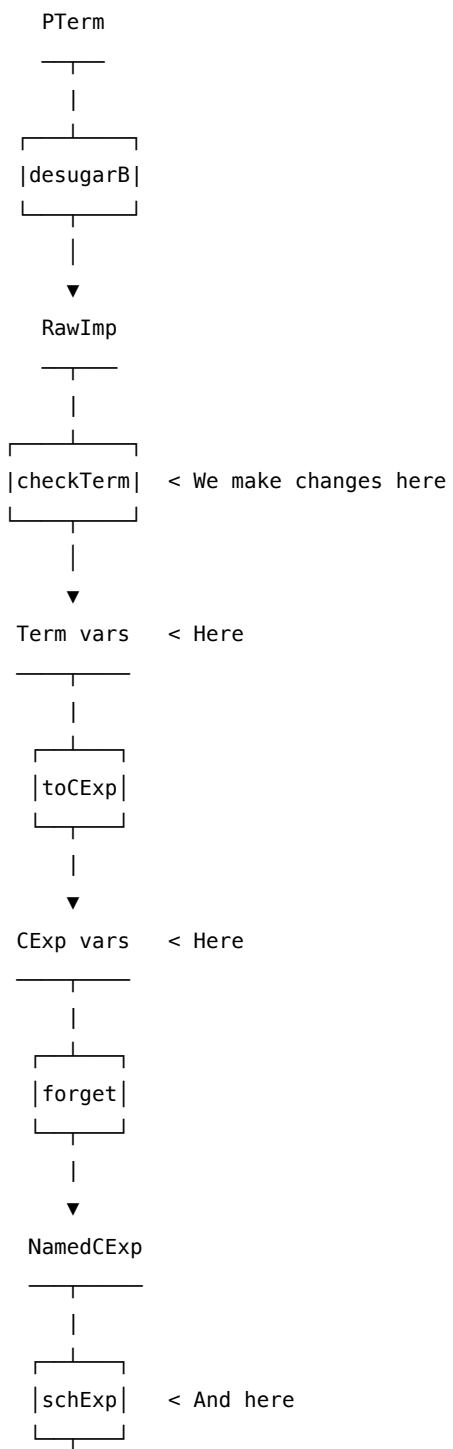 PTerm
desugarB
RawImp
checkTerm < We make changes here
Term vars < Here
toCExp
CExp vars < Here
forget
NamedCExp
schExp < And here